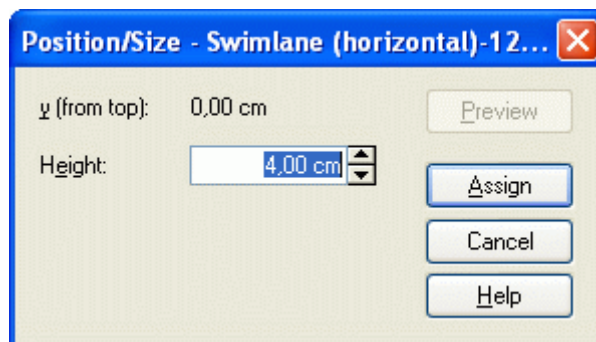 Position/Size - Swimlane (horizontal)-12...
y (from top): 0,00 cm
Preview
Height: 4,00 cm
Assign
Cancel
Help